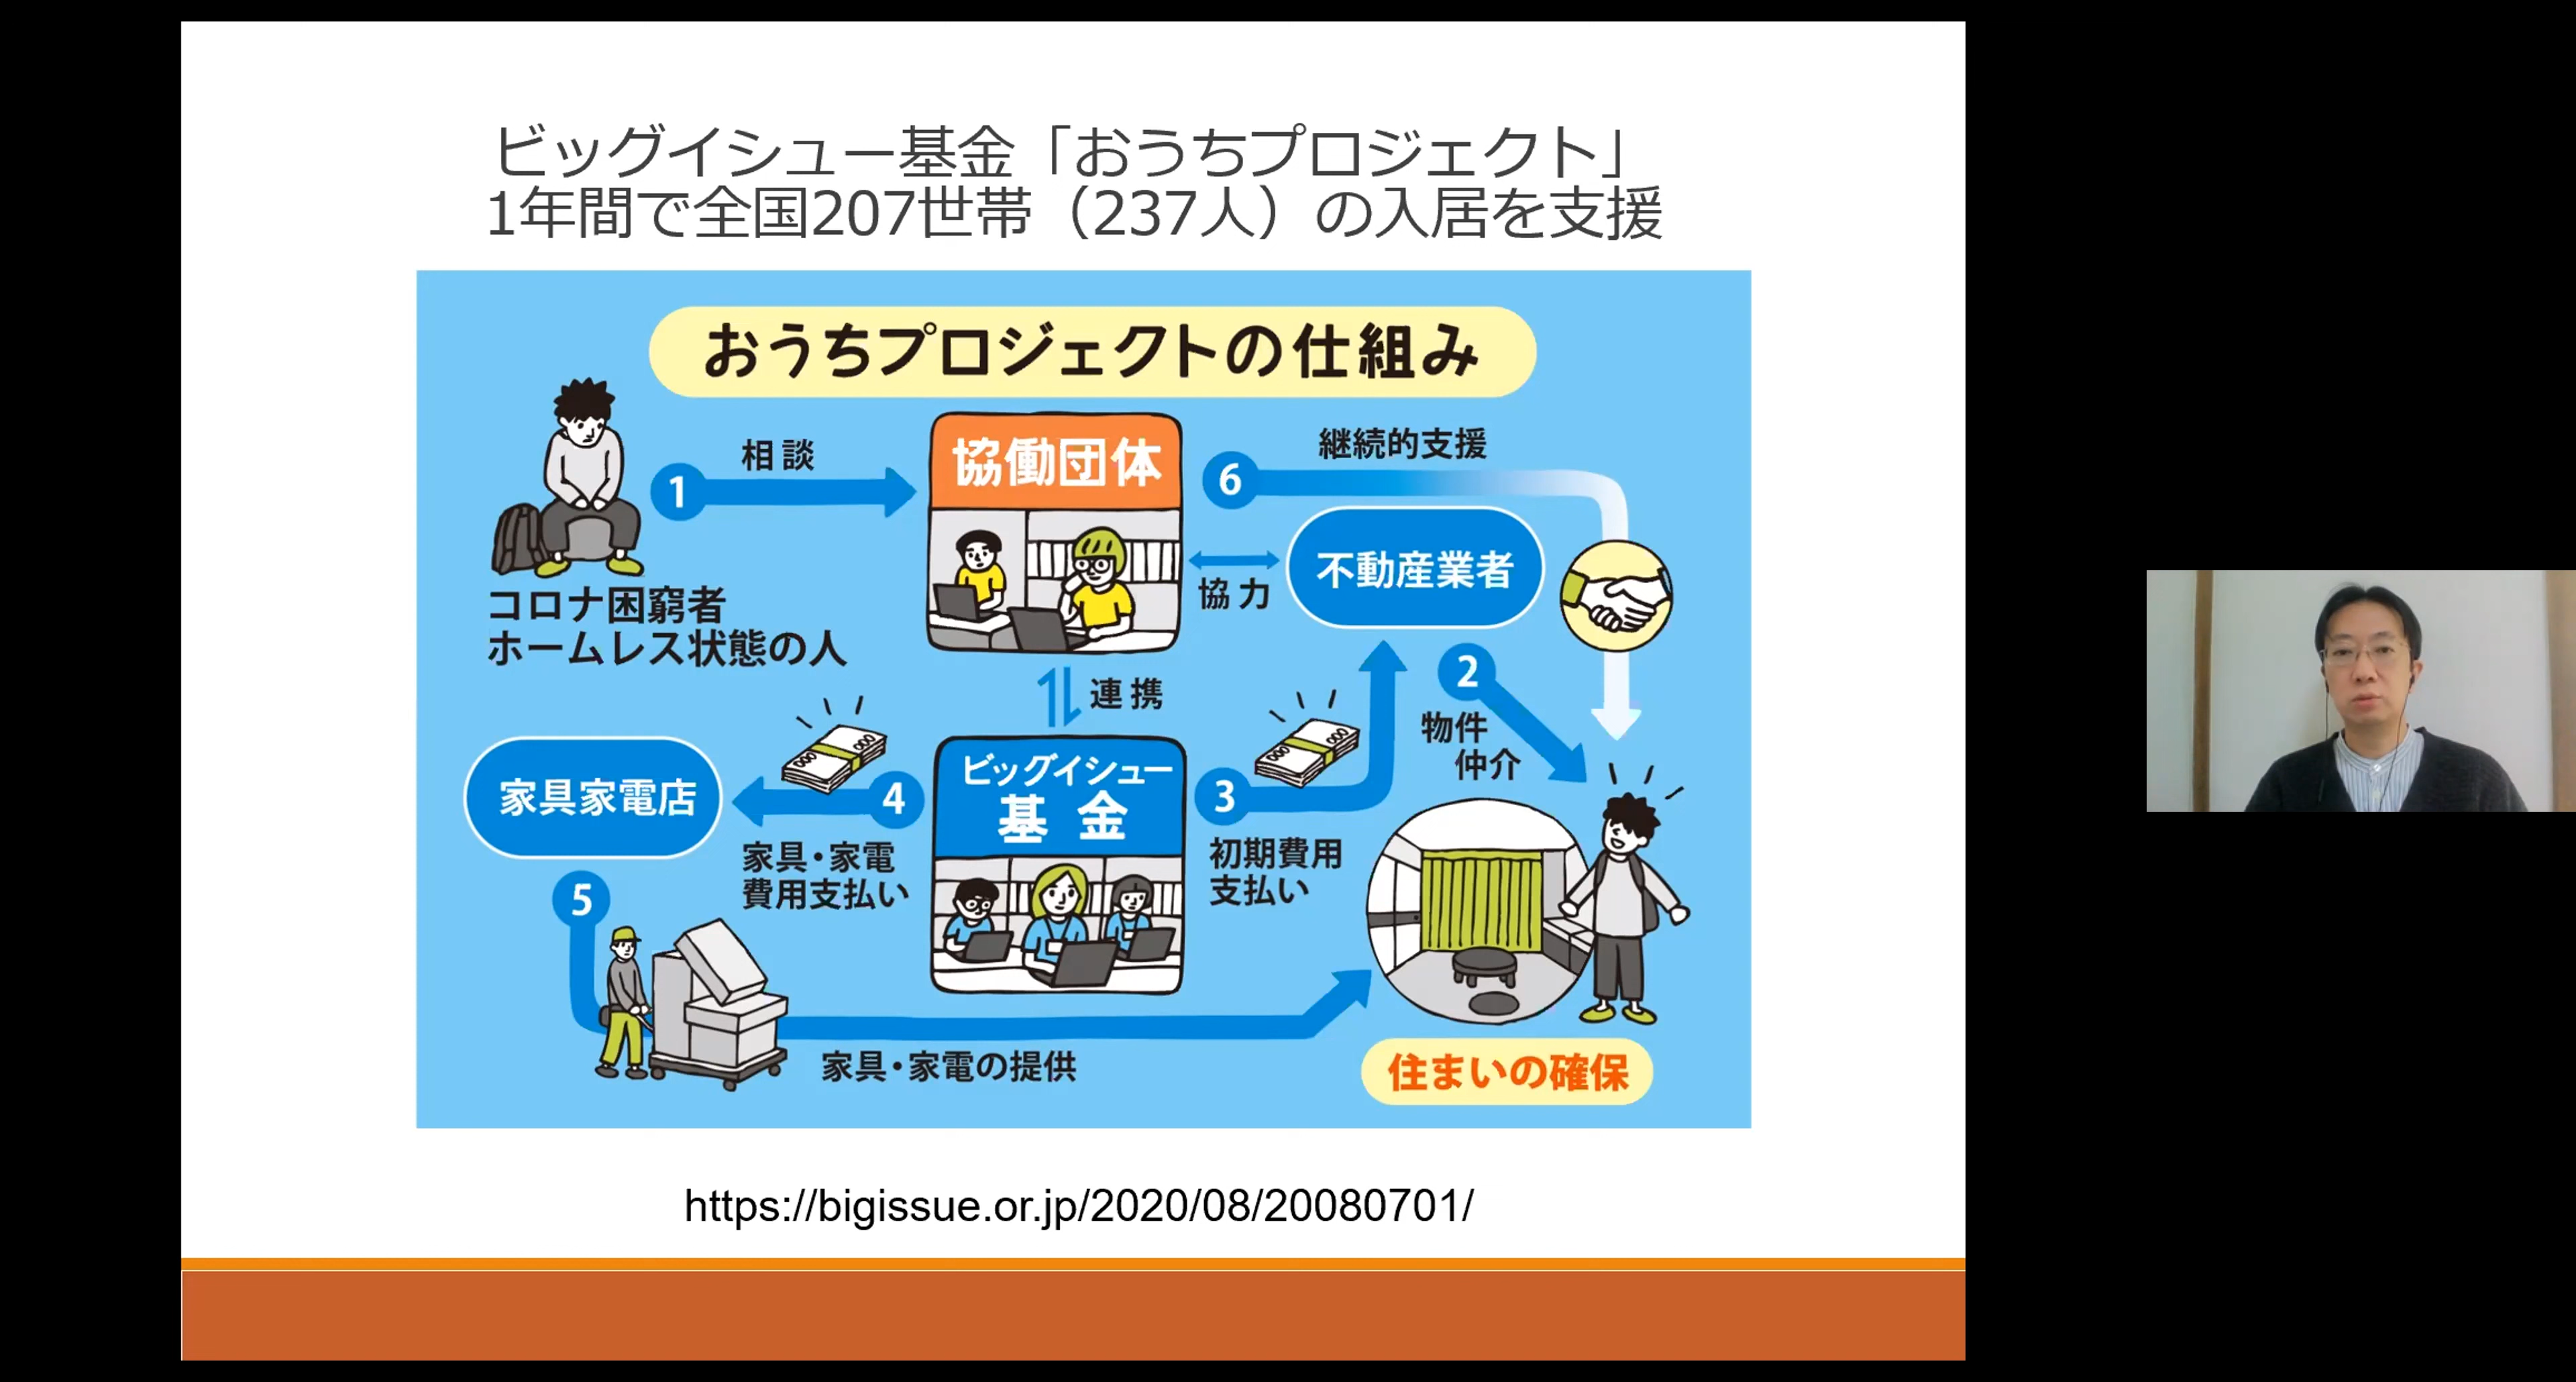 ビッグイシュー基金「おうちプロジェクト」
1年間で全国207世帯（237人）の入居を支援
おうちプロジェクトの仕組み
1
相談
協働団体
6
継続的支援
コロナ困窮者
ホームレス状態の人
協力
不動産業者
連携
2
物件
仲介
家具家電店
4
家具・家電
費用支払い
ビッグイシュー
基金
3
初期費用
支払い
5
家具・家電の提供
住まいの確保
https://bigissue.or.jp/2020/08/20080701/